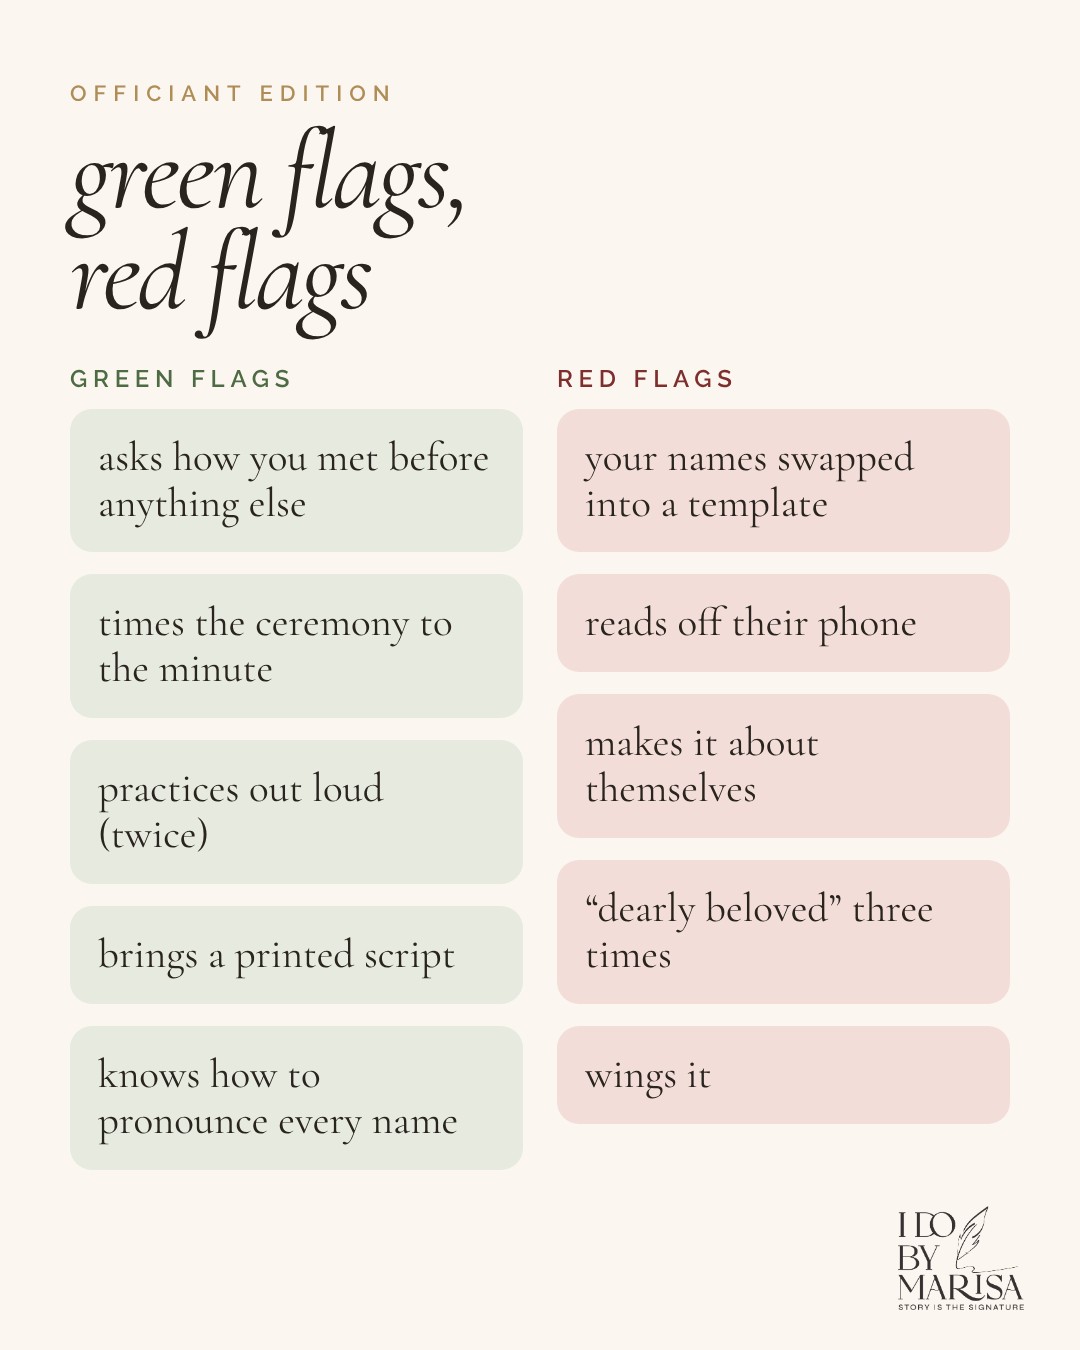 OFFICIANT EDITION
green flags,
red flags
GREEN FLAGS
asks how you met before
anything else
times the ceremony to
the minute
practices out loud
(twice)
brings a printed script
knows how to
pronounce every name
RED FLAGS
your names swapped
into a template
reads off their phone
makes it about
themselves
“dearly beloved” three
times
wings it
I DO
BY
MARISA
STORY IS THE SIGNATURE